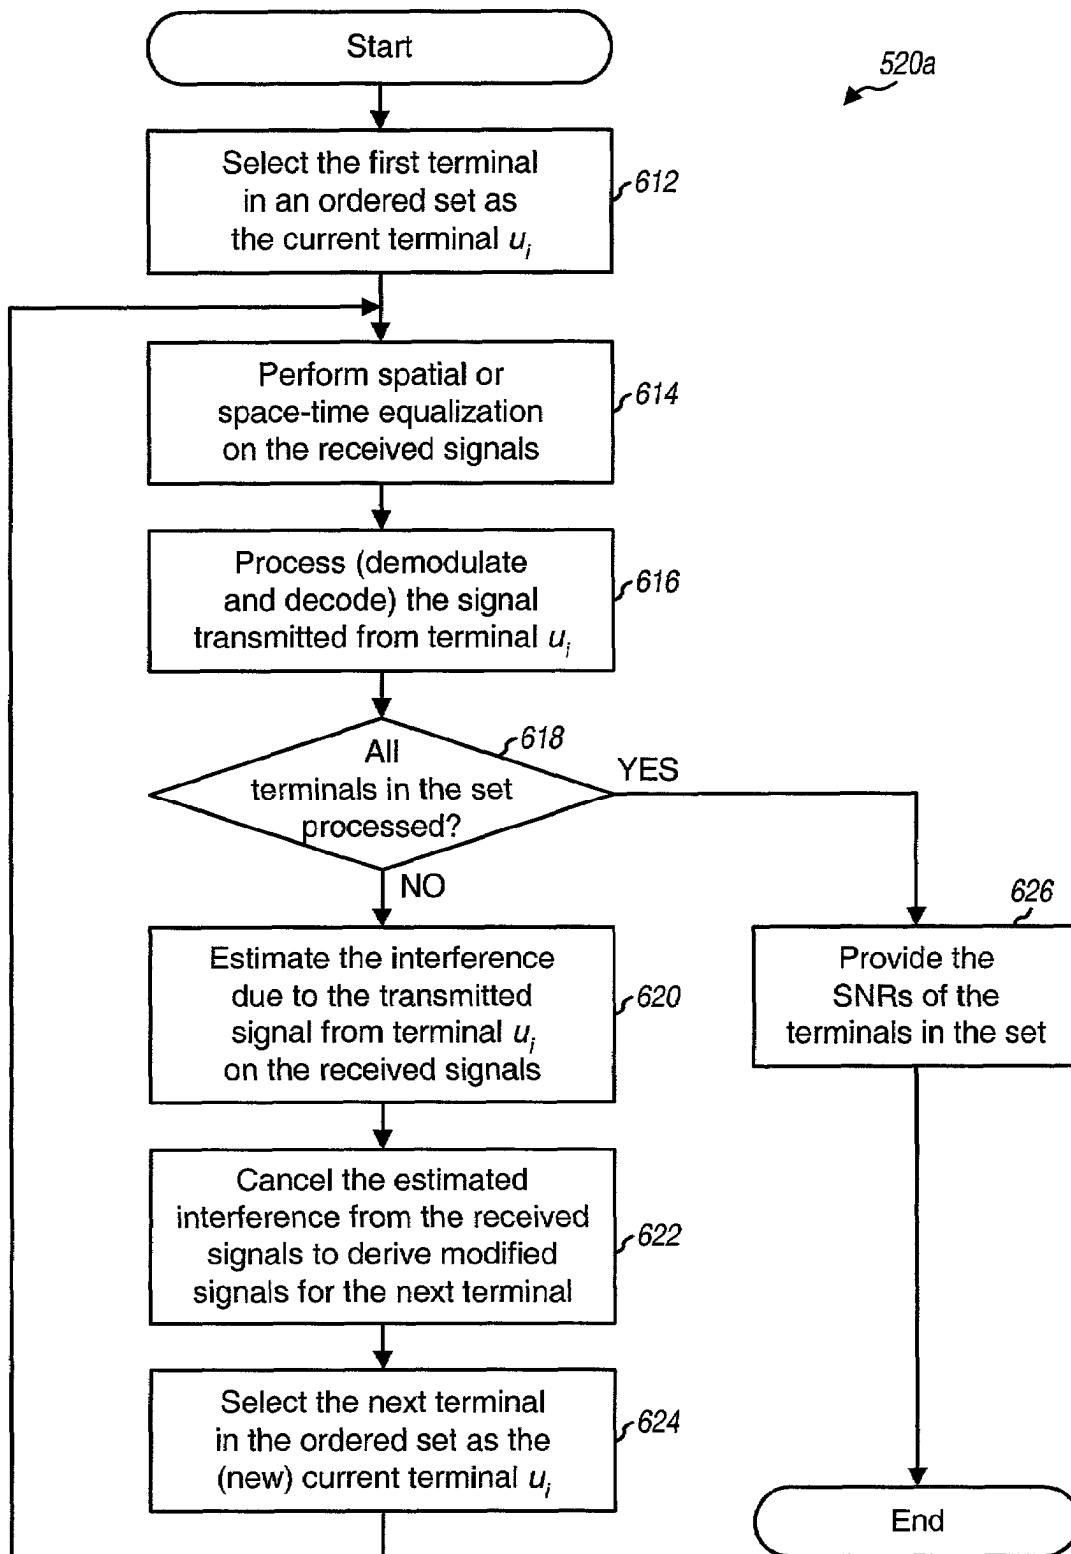 Start
520a
Select the first terminal
in an ordered set as
the current terminal ui
612
Perform spatial or
space-time equalization
on the received signals
614
Process (demodulate
and decode) the signal
transmitted from terminal ui
616
All
terminals in the set
processed?
618
YES
NO
626
Provide the
SNRs of the
terminals in the set
Estimate the interference
due to the transmitted
signal from terminal ui
on the received signals
620
Cancel the estimated
interference from the received
signals to derive modified
signals for the next terminal
622
Select the next terminal
in the ordered set as the
(new) current terminal ui
624
End